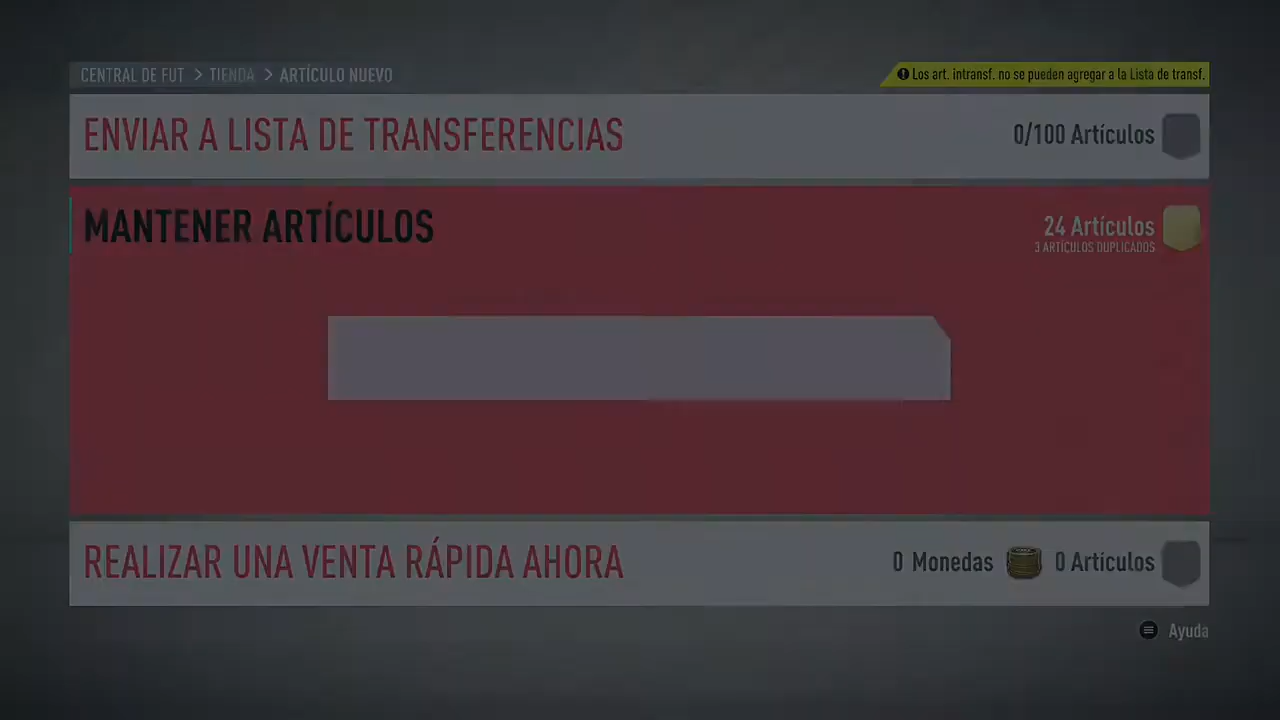 CENTRAL DE FUT > TIENDA > ARTÍCULO NUEVO
Los art. intransf. no se pueden agregar a la Lista de transf.
ENVIAR A LISTA DE TRANSFERENCIAS
0/100 Artículos
MANTENER ARTÍCULOS
24 Artículos
3 ARTÍCULOS DUPLICADOS
REALIZAR UNA VENTA RÁPIDA AHORA
0 Monedas 0 Artículos
Ayuda